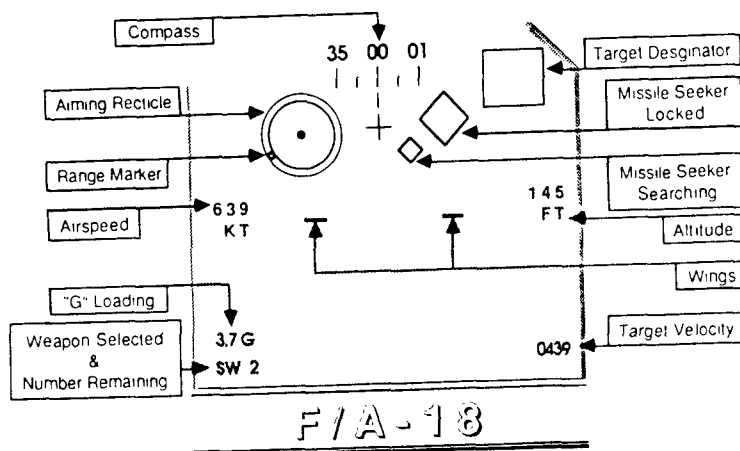 Compass
35 00 01
Target Desginator
Missile Seeker
Locked
Aiming Recticle
Range Marker
Missile Seeker
Searching
639
KT
145
FT
Airspeed
Altitude
Wings
"G" Loading
3.7G
Weapon Selected
&
Number Remaining
SW 2
0439
Target Velocity
F/A-18